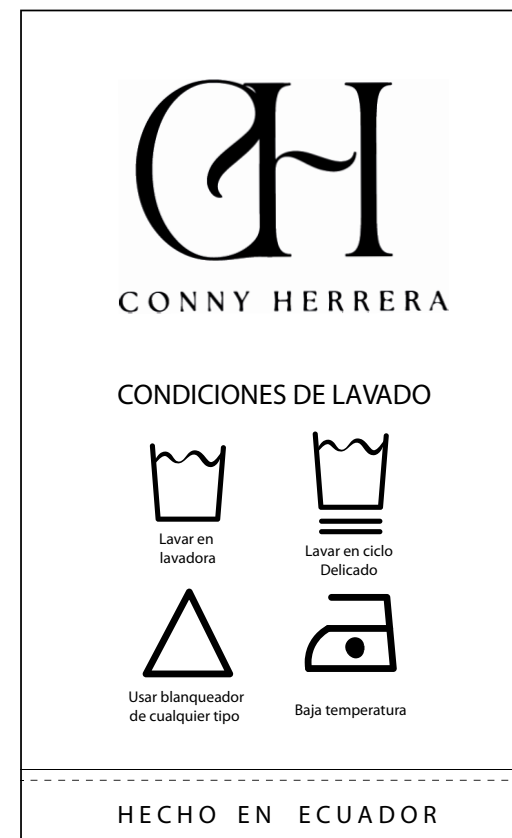 CH
CONNY HERRERA
CONDICIONES DE LAVADO
Lavar en
lavadora
Lavar en ciclo
Delicado
Usar blanqueador
de cualquier tipo
Baja temperatura
HECHO EN ECUADOR